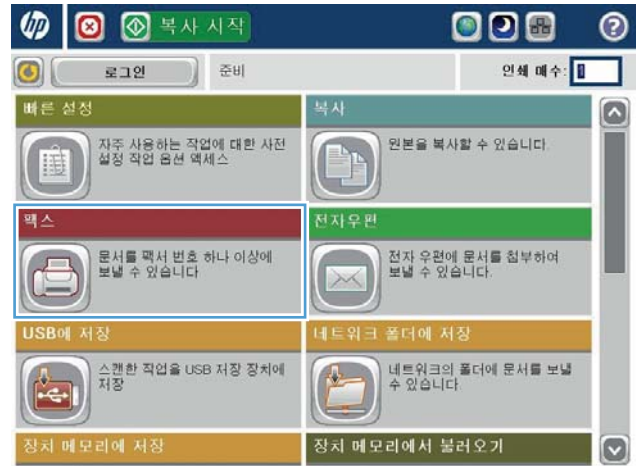 hp
복사 시작
?
로그인
준비
인쇄 매수: 1
빠른 설정
자주 사용하는 작업에 대한 사전
설정 작업 옵션 액세스
복사
원본을 복사할 수 있습니다.
팩스
문서를 팩서 번호 하나 이상에
보낼 수 있습니다
전자우편
전자 우편에 문서를 첨부하여
보낼 수 있습니다.
USB에 저장
스캔한 작업을 USB 저장 장치에
저장
네트워크 폴더에 저장
네트워크의 폴더에 문서를 보낼
수 있습니다
장치 메모리에 저장
장치 메모리에서 불러오기